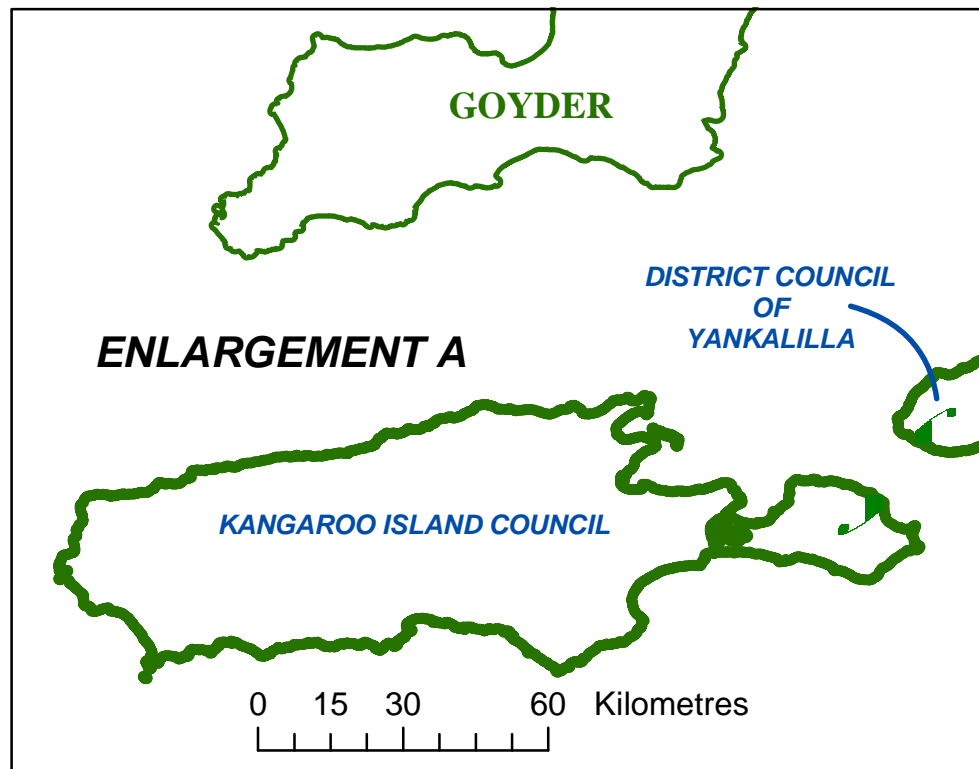 GOYDER
DISTRICT COUNCIL
OF
YANKALILLA
ENLARGEMENT A
KANGAROO ISLAND COUNCIL
0 15 30 60 Kilometres